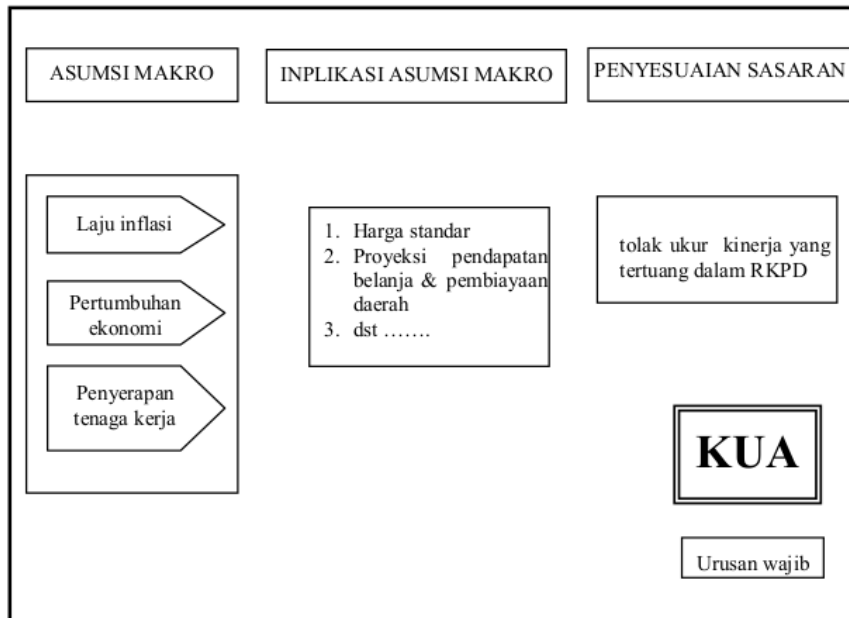 ASUMSI MAKRO
INPLIKASI ASUMSI MAKRO
PENYESUAIAN SASARAN
Laju inflasi
Pertumbuhan
ekonomi
Penyerapan
tenaga kerja
1. Harga standar
2. Proyeksi pendapatan
belanja & pembiayaan
daerah
3. dst …….
tolak ukur kinerja yang
tertuang dalam RKPD
KUA
Urusan wajib